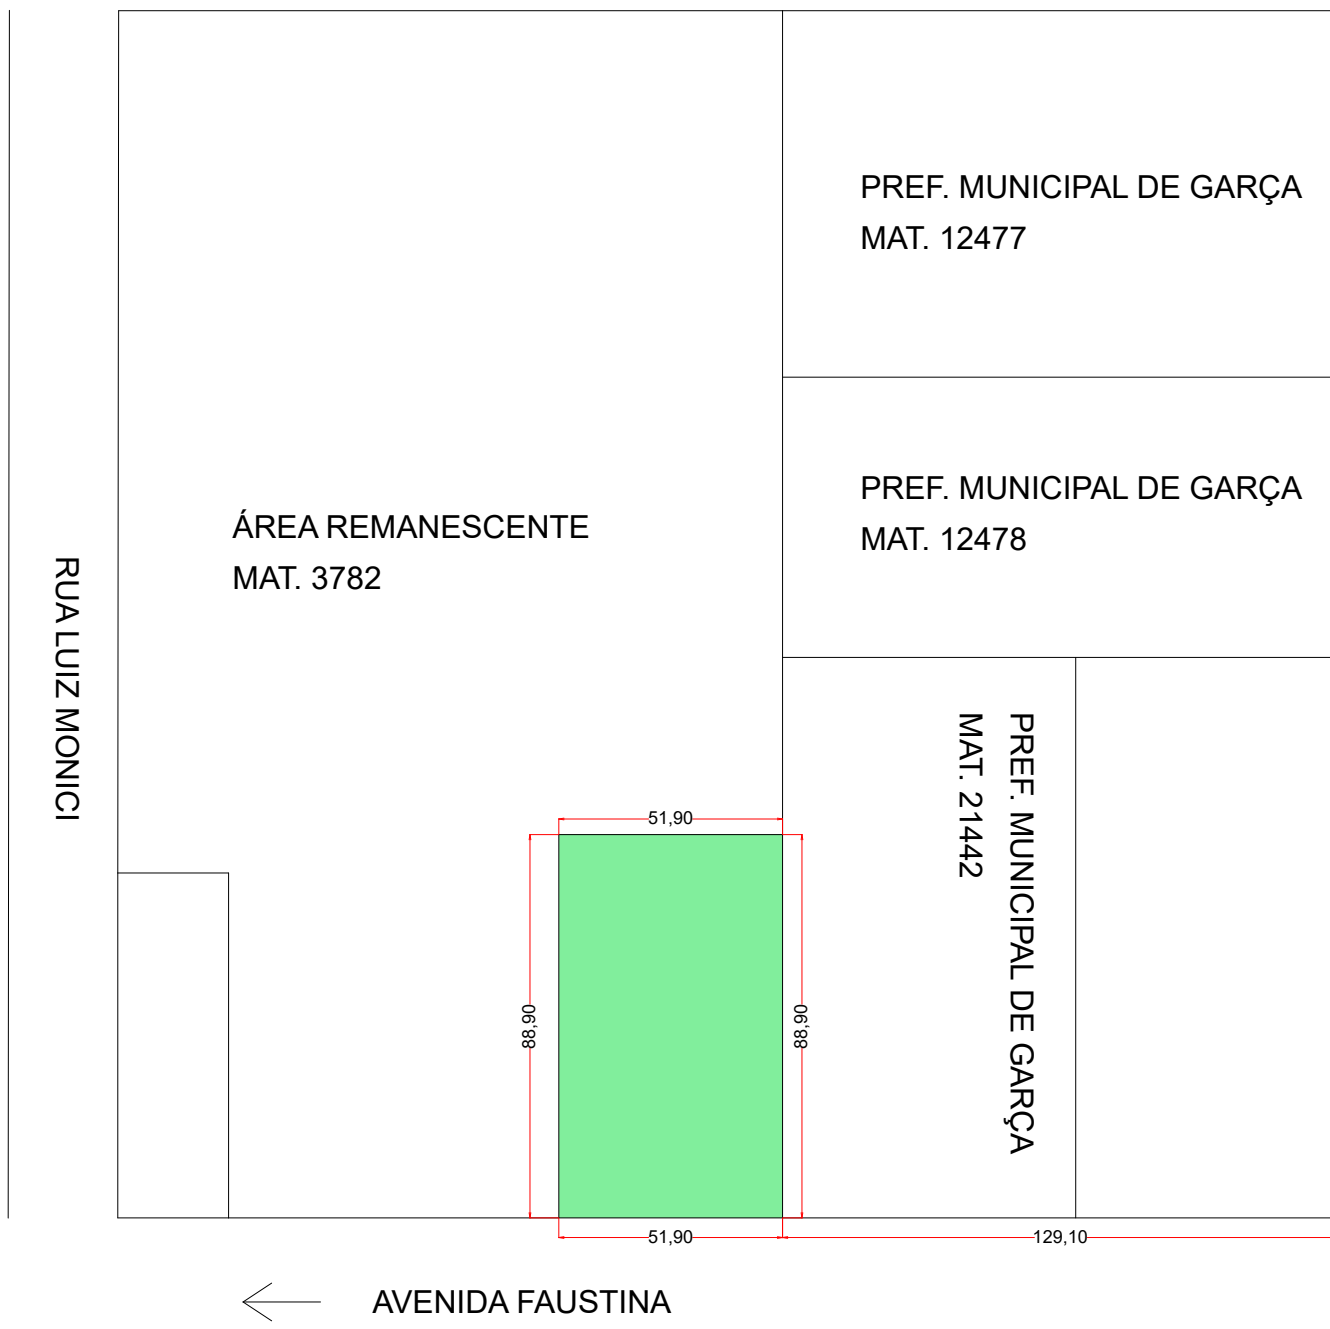 PREF. MUNICIPAL DE GARÇA
MAT. 12477
PREF. MUNICIPAL DE GARÇA
MAT. 12478
ÁREA REMANESCENTE
MAT. 3782
RUA LUIZ MONICI
PREF. MUNICIPAL DE GARÇA
MAT. 21442
51,90
88,90
88,90
51,90
129,10
AVENIDA FAUSTINA